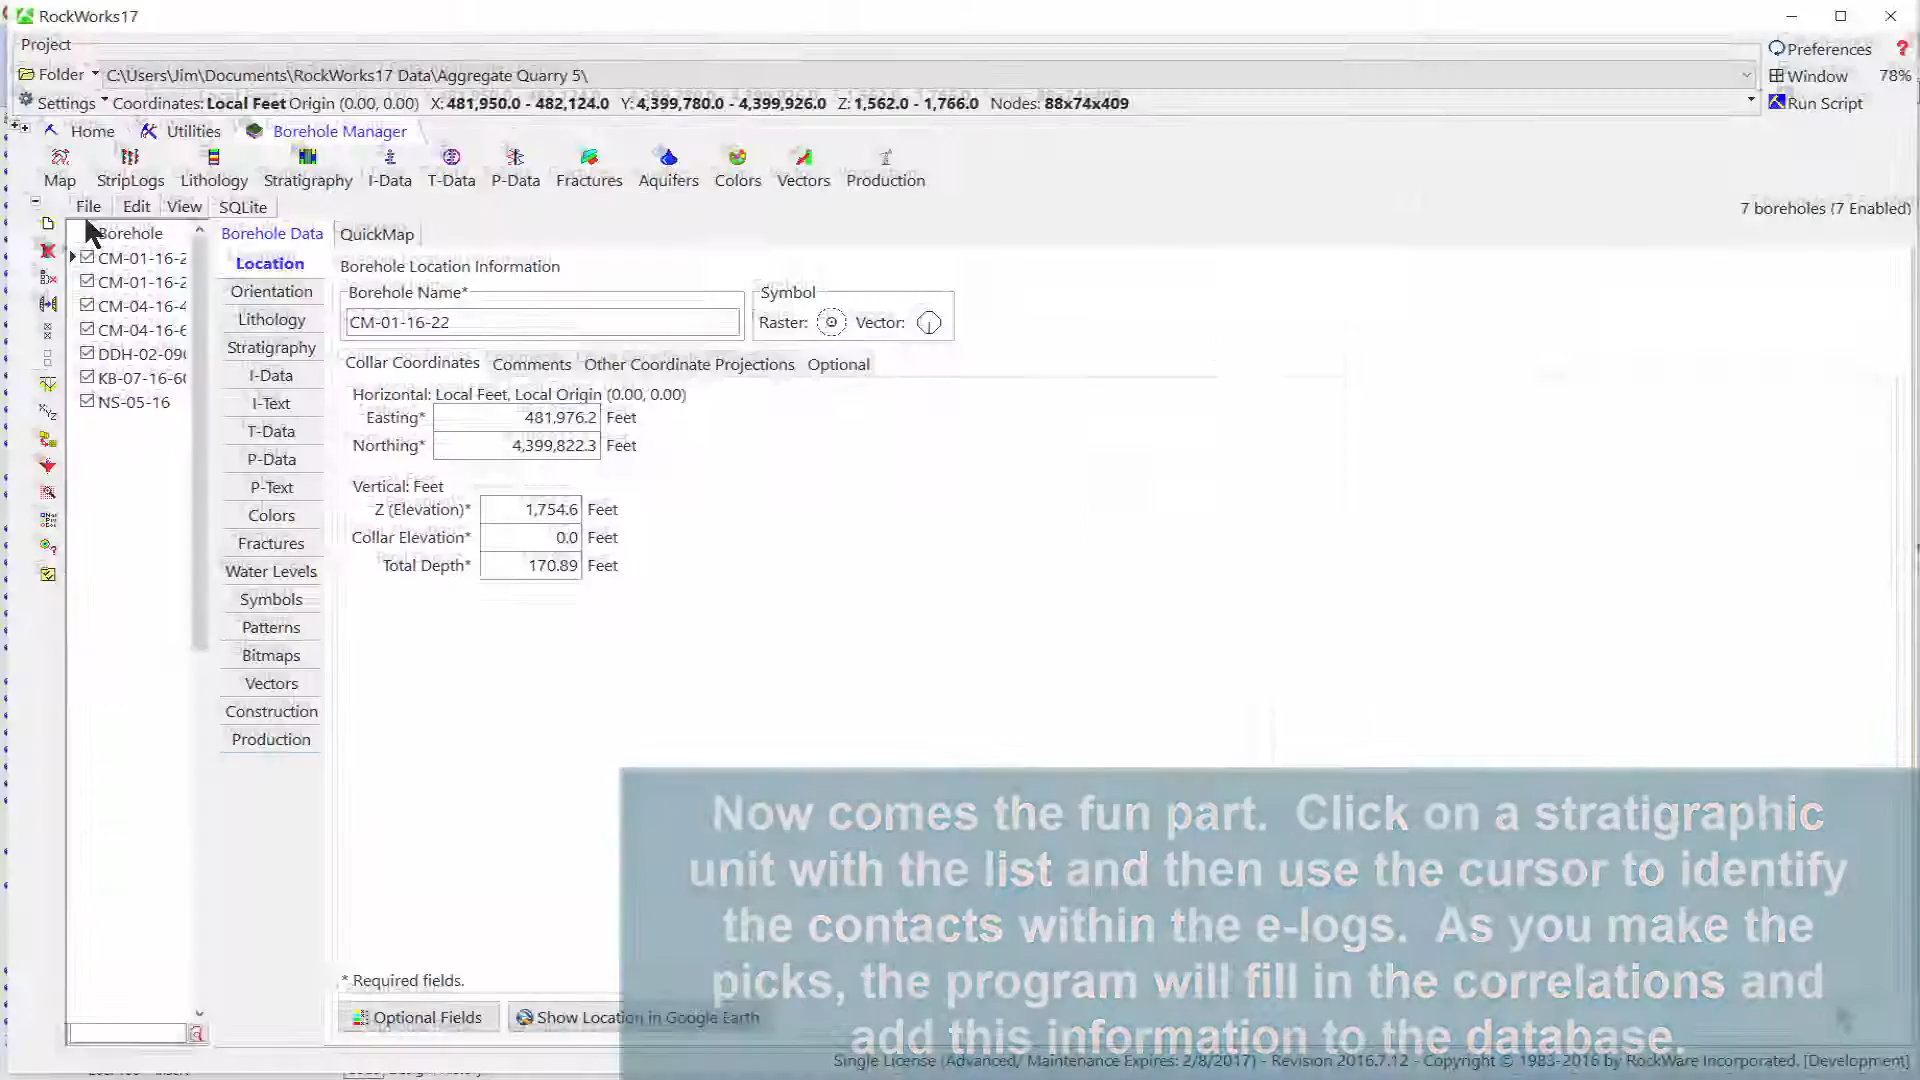 RockWorks17
Project
Folder C:\Users\Jim\Documents\RockWorks17 Data\Aggregate Quarry 5\
Preferences ?
Window 78%
Settings Coordinates: Local Feet Origin (0.00, 0.00) X: 481,950.0 - 482,124.0 Y: 4,399,780.0 - 4,399,926.0 Z: 1,562.0 - 1,766.0 Nodes: 88x74x409
Run Script
Home Utilities Borehole Manager
Map StripLogs Lithology Stratigraphy I-Data T-Data P-Data Fractures Aquifers Colors Vectors Production
File Edit View SQLite
7 boreholes (7 Enabled)
Borehole
CM-01-16-2
CM-01-16-2
CM-04-16-4
CM-04-16-6
DDH-02-09
KB-07-16-6
NS-05-16
Borehole Data QuickMap
Location
Orientation
Lithology
Stratigraphy
I-Data
I-Text
T-Data
P-Data
P-Text
Colors
Fractures
Water Levels
Symbols
Patterns
Bitmaps
Vectors
Construction
Production
Borehole Location Information
Borehole Name*
CM-01-16-22
Symbol
Raster: Vector:
Collar Coordinates Comments Other Coordinate Projections Optional
Horizontal: Local Feet, Local Origin (0.00, 0.00)
Easting* 481,976.2 Feet
Northing* 4,399,822.3 Feet
Vertical: Feet
Z (Elevation)* 1,754.6 Feet
Collar Elevation* 0.0 Feet
Total Depth* 170.89 Feet
* Required fields.
Optional Fields Show Location in Google Earth
Now comes the fun part. Click on a stratigraphic
unit with the list and then use the cursor to identify
the contacts within the e-logs. As you make the
picks, the program will fill in the correlations and
add this information to the database.
Single License (Advanced/ Maintenance Expires: 2/8/2017) - Revision 2016.7.12 - Copyright © 1983-2016 by RockWare Incorporated. [Development]